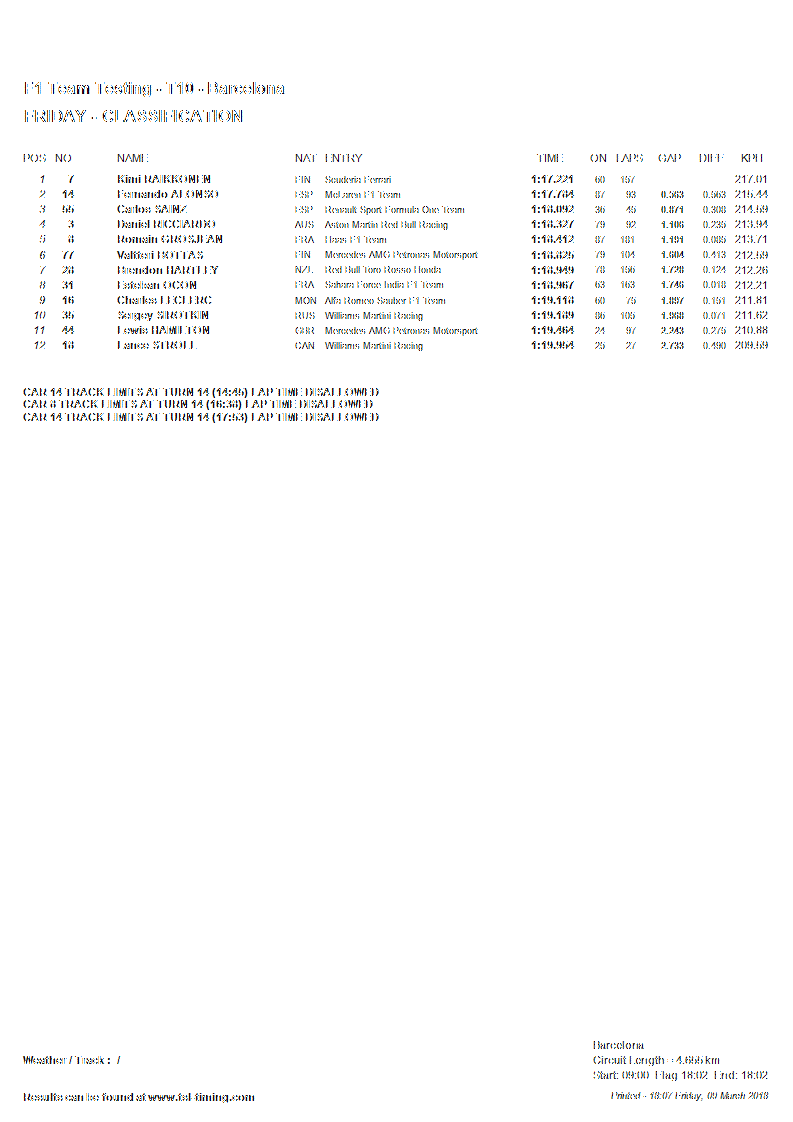 F1 Team Testing - T10 - Barcelona
FRIDAY - CLASSIFICATION
POS NO NAME NAT ENTRY TIME ON LAPS GAP DIFF KPH
1 7 Kimi RAIKKONEN FIN Scuderia Ferrari 1:17.221 60 157 217.01
2 14 Fernando ALONSO ESP McLaren F1 Team 1:17.784 87 93 0.563 0.563 215.44
3 55 Carlos SAINZ ESP Renault Sport Formula One Team 1:18.092 36 45 0.871 0.308 214.59
4 3 Daniel RICCIARDO AUS Aston Martin Red Bull Racing 1:18.327 79 92 1.106 0.235 213.94
5 8 Romain GROSJEAN FRA Haas F1 Team 1:18.412 87 181 1.191 0.085 213.71
6 77 Valtteri BOTTAS FIN Mercedes AMG Petronas Motorsport 1:18.825 79 104 1.604 0.413 212.59
7 28 Brendon HARTLEY NZL Red Bull Toro Rosso Honda 1:18.949 78 156 1.728 0.124 212.26
8 31 Esteban OCON FRA Sahara Force India F1 Team 1:18.967 63 163 1.746 0.018 212.21
9 16 Charles LECLERC MON Alfa Romeo Sauber F1 Team 1:19.118 60 75 1.897 0.151 211.81
10 35 Sergey SIROTKIN RUS Williams Martini Racing 1:19.189 86 105 1.968 0.071 211.62
11 44 Lewis HAMILTON GBR Mercedes AMG Petronas Motorsport 1:19.464 24 97 2.243 0.275 210.88
12 18 Lance STROLL CAN Williams Martini Racing 1:19.954 25 27 2.733 0.490 209.59
CAR 14 TRACK LIMITS AT TURN 14 (14:45) LAP TIME DISALLOWED
CAR 8 TRACK LIMITS AT TURN 14 (16:38) LAP TIME DISALLOWED
CAR 14 TRACK LIMITS AT TURN 14 (17:53) LAP TIME DISALLOWED
Barcelona
Weather / Track : / Circuit Length = 4.655 km
Start: 09:00 Flag 18:02 End: 18:02
Results can be found at www.tsl-timing.com Printed - 18:07 Friday, 09 March 2018